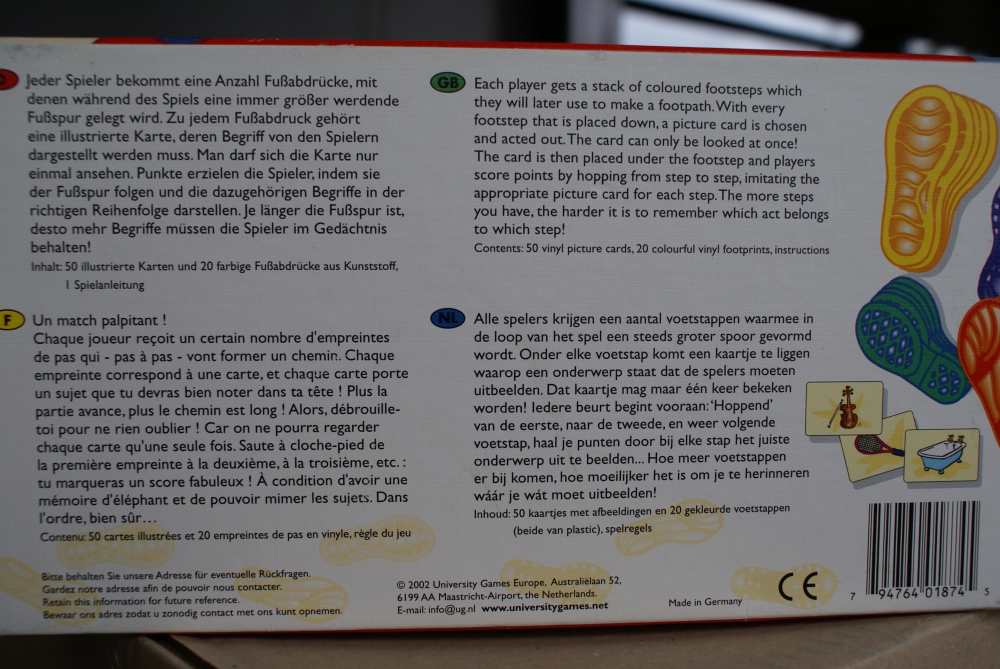 D
Jeder Spieler bekommt eine Anzahl Fußabdrücke, mit
denen während des Spiels eine immer größer werdende
Fußspur gelegt wird. Zu jedem Fußabdruck gehört
eine illustrierte Karte, deren Begriff von den Spielern
dargestellt werden muss. Man darf sich die Karte nur
einmal ansehen. Punkte erzielen die Spieler, indem sie
der Fußspur folgen und die dazugehörigen Begriffe in der
richtigen Reihenfolge darstellen. Je länger die Fußspur ist,
desto mehr Begriffe müssen die Spieler im Gedächtnis
behalten!
Inhalt: 50 illustrierte Karten und 20 farbige Fußabdrücke aus Kunststoff,
1 Spielanleitung
GB
Each player gets a stack of coloured footsteps which
they will later use to make a footpath. With every
footstep that is placed down, a picture card is chosen
and acted out. The card can only be looked at once!
The card is then placed under the footstep and players
score points by hopping from step to step, imitating the
appropriate picture card for each step. The more steps
you have, the harder it is to remember which act belongs
to which step!
Contents: 50 vinyl picture cards, 20 colourful vinyl footprints, instructions
F
Un match palpitant !
Chaque joueur reçoit un certain nombre d'empreintes
de pas qui - pas à pas - vont former un chemin. Chaque
empreinte correspond à une carte, et chaque carte porte
un sujet que tu devras bien noter dans ta tête ! Plus la
partie avance, plus le chemin est long ! Alors, débrouille-
toi pour ne rien oublier ! Car on ne pourra regarder
chaque carte qu'une seule fois. Saute à cloche-pied de
la première empreinte à la deuxième, à la troisième, etc. :
tu marqueras un score fabuleux ! À condition d'avoir une
mémoire d'éléphant et de pouvoir mimer les sujets. Dans
l'ordre, bien sûr...
Contenu: 50 cartes illustrées et 20 empreintes de pas en vinyle, règle du jeu
NL
Alle spelers krijgen een aantal voetstappen waarmee in
de loop van het spel een steeds groter spoor gevormd
wordt. Onder elke voetstap komt een kaartje te liggen
waarop een onderwerp staat dat de spelers moeten
uitbeelden. Dat kaartje mag maar één keer bekeken
worden! Iedere beurt begint vooraan: 'Hoppend'
van de eerste, naar de tweede, en weer volgende
voetstap, haal je punten door bij elke stap het juiste
onderwerp uit te beelden... Hoe meer voetstappen
er bij komen, hoe moeilijker het is om je te herinneren
wáár je wát moet uitbeelden!
Inhoud: 50 kaartjes met afbeeldingen en 20 gekleurde voetstappen
(beide van plastic), spelregels
Bitte behalten Sie unsere Adresse für eventuelle Rückfragen.
Gardez notre adresse afin de pouvoir nous contacter.
Retain this information for future reference.
Bewaar ons adres zodat u zonodig contact met ons kunt opnemen.
© 2002 University Games Europe, Australiëlaan 52,
6199 AA Maastricht-Airport, the Netherlands.
E-mail: info@ug.nl www.universitygames.net
Made in Germany
CE
7 94764 01874 5